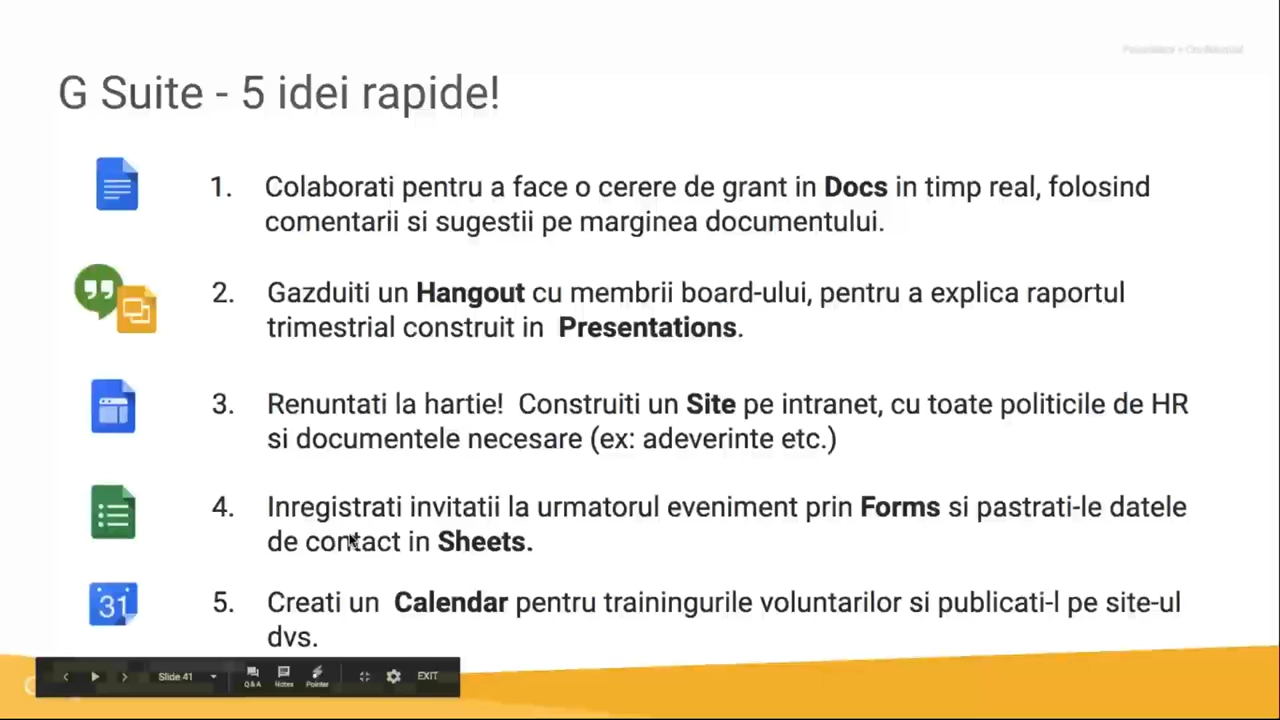 Proprietary + Confidential
G Suite - 5 idei rapide!
1. Colaborati pentru a face o cerere de grant in Docs in timp real, folosind
comentarii si sugestii pe marginea documentului.
2. Gazduiti un Hangout cu membrii board-ului, pentru a explica raportul
trimestrial construit in Presentations.
3. Renuntati la hartie! Construiti un Site pe intranet, cu toate politicile de HR
si documentele necesare (ex: adeverinte etc.)
4. Inregistrati invitatii la urmatorul eveniment prin Forms si pastrati-le datele
de contact in Sheets.
31
5. Creati un Calendar pentru trainingurile voluntarilor si publicati-l pe site-ul
dvs.
Slide 41
Q&A
Notes
Pointer
EXIT